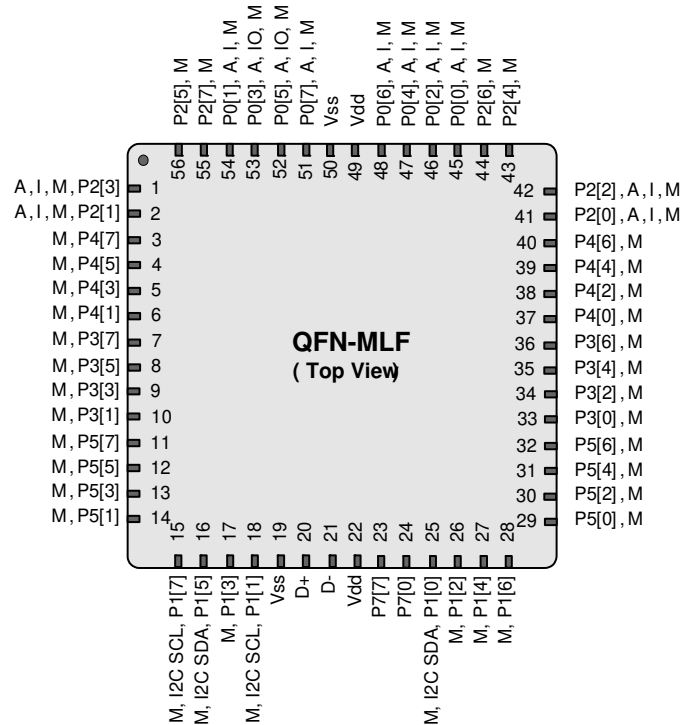 P2[5], M
P2[7], M
P0[1], A, I, M
P0[3], A, IO, M
P0[5], A, IO, M
P0[7], A, I, M
Vss
Vdd
P0[6], A, I, M
P0[4], A, I, M
P0[2], A, I, M
P0[0], A, I, M
P2[6], M
P2[4], M
56
55
54
53
52
51
50
49
48
47
46
45
44
43
A, I, M, P2[3] 1
A, I, M, P2[1] 2
M, P4[7] 3
M, P4[5] 4
M, P4[3] 5
M, P4[1] 6
M, P3[7] 7
M, P3[5] 8
M, P3[3] 9
M, P3[1] 10
M, P5[7] 11
M, P5[5] 12
M, P5[3] 13
M, P5[1] 14
QFN-MLF
( Top View)
42 P2[2], A, I, M
41 P2[0], A, I, M
40 P4[6], M
39 P4[4], M
38 P4[2], M
37 P4[0], M
36 P3[6], M
35 P3[4], M
34 P3[2], M
33 P3[0], M
32 P5[6], M
31 P5[4], M
30 P5[2], M
29 P5[0], M
15
16
17
18
19
20
21
22
23
24
25
26
27
28
M, I2C SCL, P1[7]
M, I2C SDA, P1[5]
M, P1[3]
M, I2C SCL, P1[1]
Vss
D+
D-
Vdd
P7[7]
P7[0]
M, I2C SDA, P1[0]
M, P1[2]
M, P1[4]
M, P1[6]